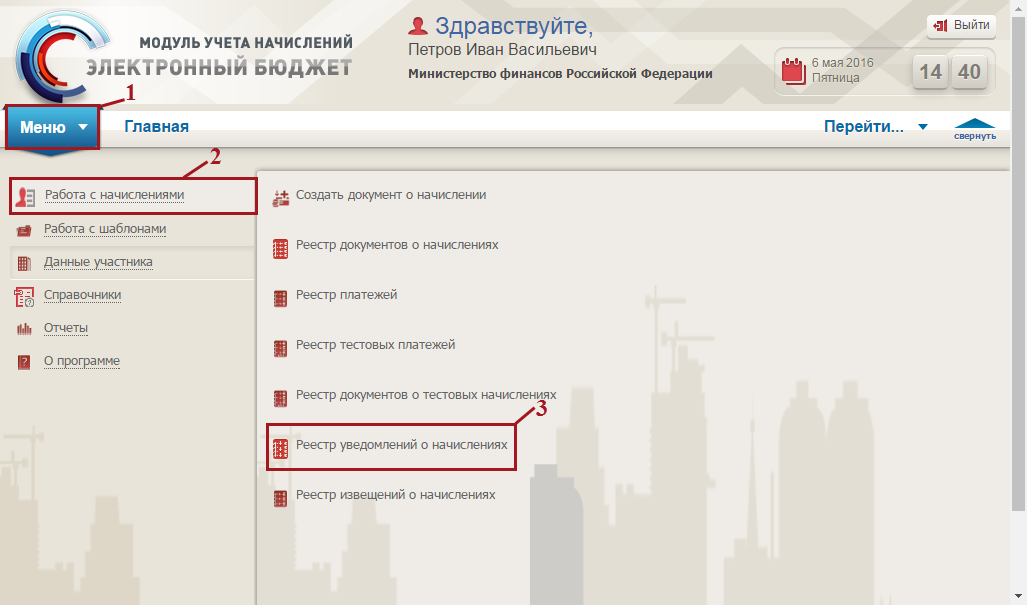 МОДУЛЬ УЧЕТА НАЧИСЛЕНИЙ
ЭЛЕКТРОННЫЙ БЮДЖЕТ
Здравствуйте,
Петров Иван Васильевич
Министерство финансов Российской Федерации
Выйти
6 мая 2016
Пятница
14 40
1
Меню
Главная
Перейти...
свернуть
2
Работа с начислениями
Работа с шаблонами
Данные участника
Справочники
Отчеты
О программе
Создать документ о начислении
Реестр документов о начислениях
Реестр платежей
Реестр тестовых платежей
Реестр документов о тестовых начислениях
3
Реестр уведомлений о начислениях
Реестр извещений о начислениях